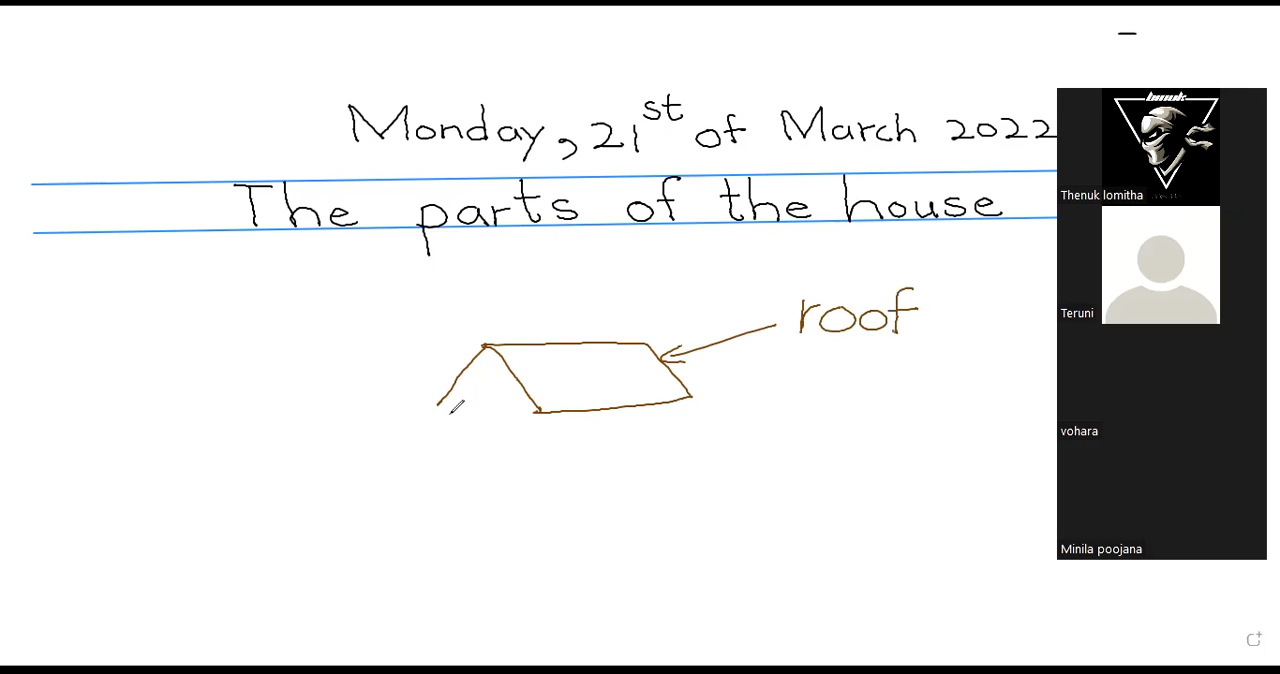 Monday, 21st of March 2022
The parts of the house
roof
Thenuk lomitha
Teruni
vohara
Minila poojana